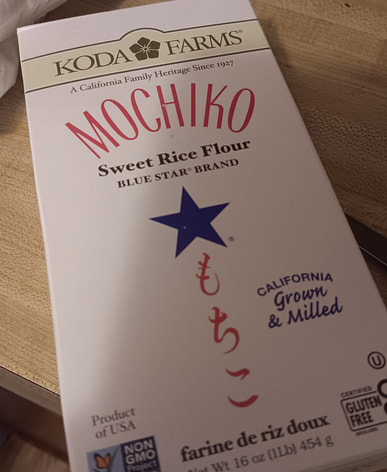 KODA FARMS®
A California Family Heritage Since 1927
MOCHIKO
Sweet Rice Flour
BLUE STAR® BRAND
®
もちこ
CALIFORNIA
Grown
& Milled
Product
of USA
NON
GMO
Project
CERTIFIED
GLUTEN
FREE
U
farine de riz doux
Net Wt 16 oz (1Lb) 454 g